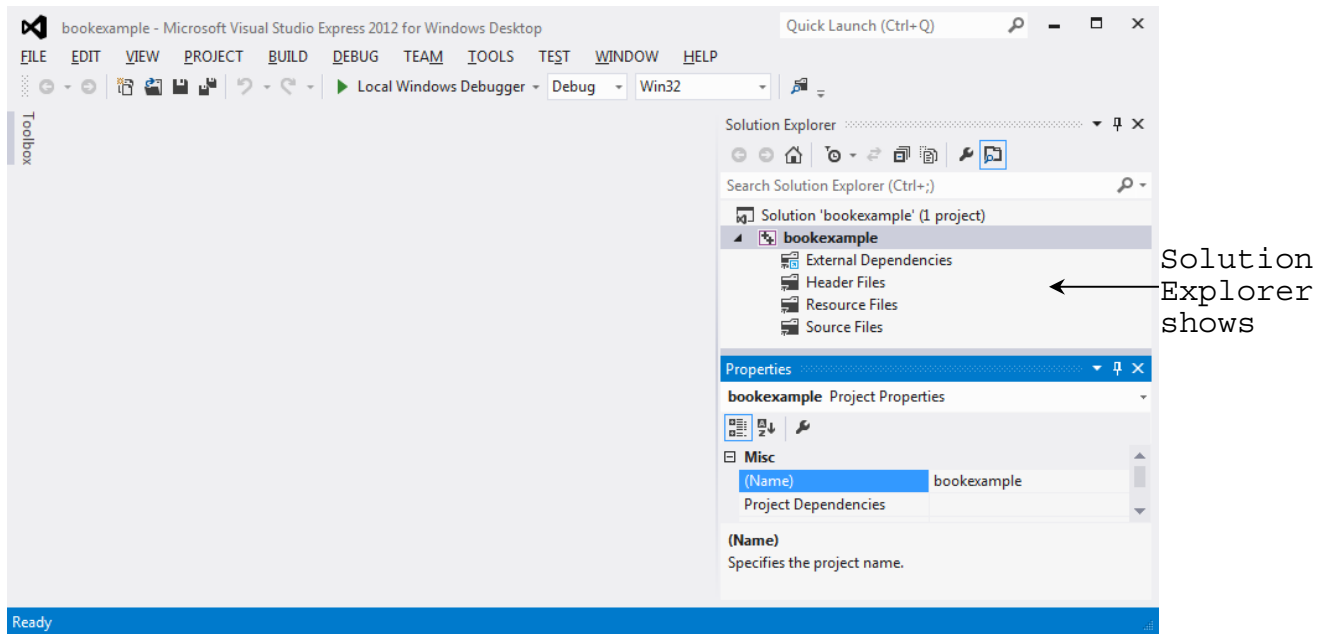 bookexample - Microsoft Visual Studio Express 2012 for Windows Desktop
Quick Launch (Ctrl+Q)
FILE EDIT VIEW PROJECT BUILD DEBUG TEAM TOOLS TEST WINDOW HELP
Local Windows Debugger Debug Win32
Toolbox
Solution Explorer
Search Solution Explorer (Ctrl+;)
Solution 'bookexample' (1 project)
bookexample
External Dependencies
Header Files
Resource Files
Source Files
Solution
Explorer
shows
Properties
bookexample Project Properties
Misc
(Name) bookexample
Project Dependencies
(Name)
Specifies the project name.
Ready